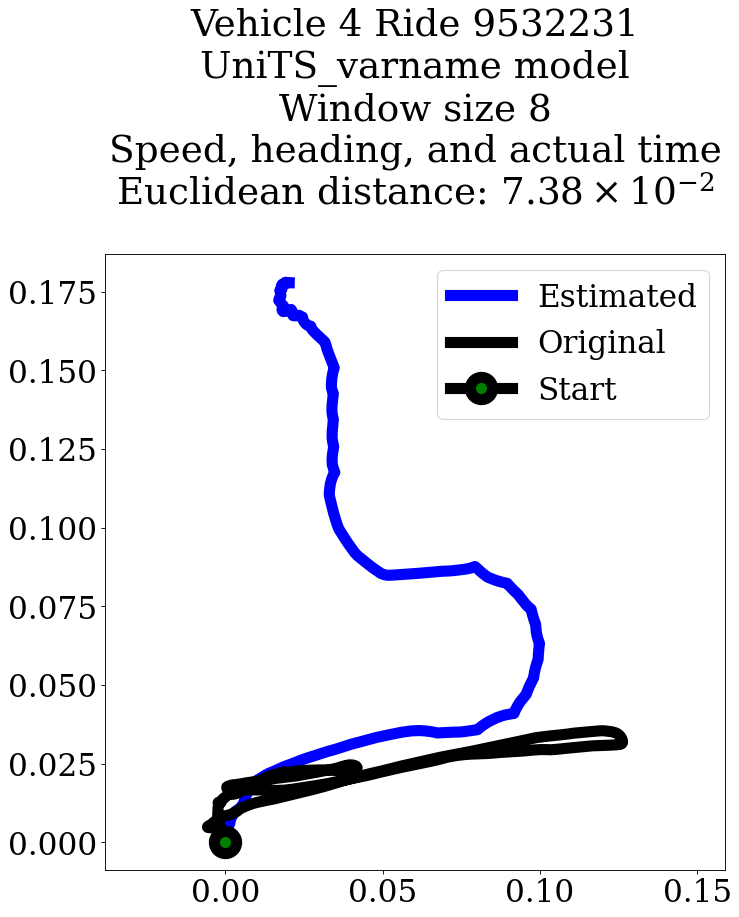 Vehicle 4 Ride 9532231
UniTS_varname model
Window size 8
Speed, heading, and actual time
Euclidean distance: 7.38 × 10⁻²
Estimated
Original
Start
0.175
0.150
0.125
0.100
0.075
0.050
0.025
0.000
0.00 0.05 0.10 0.15